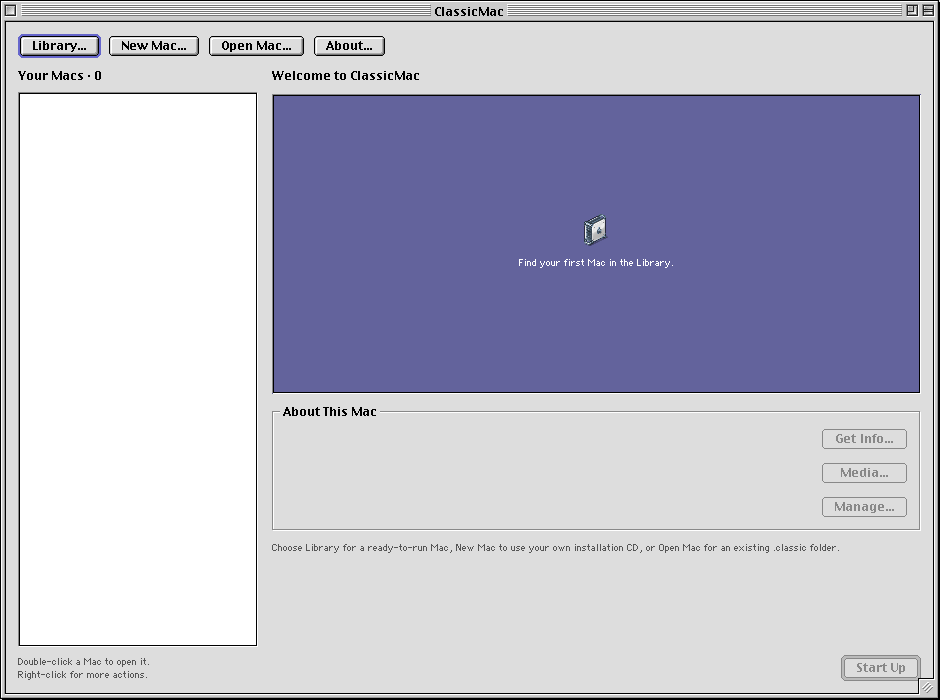 ClassicMac
Library... New Mac... Open Mac... About...
Your Macs · 0
Welcome to ClassicMac
Find your first Mac in the Library.
About This Mac
Get Info...
Media...
Manage...
Choose Library for a ready-to-run Mac, New Mac to use your own installation CD, or Open Mac for an existing .classic folder.
Double-click a Mac to open it.
Right-click for more actions.
Start Up